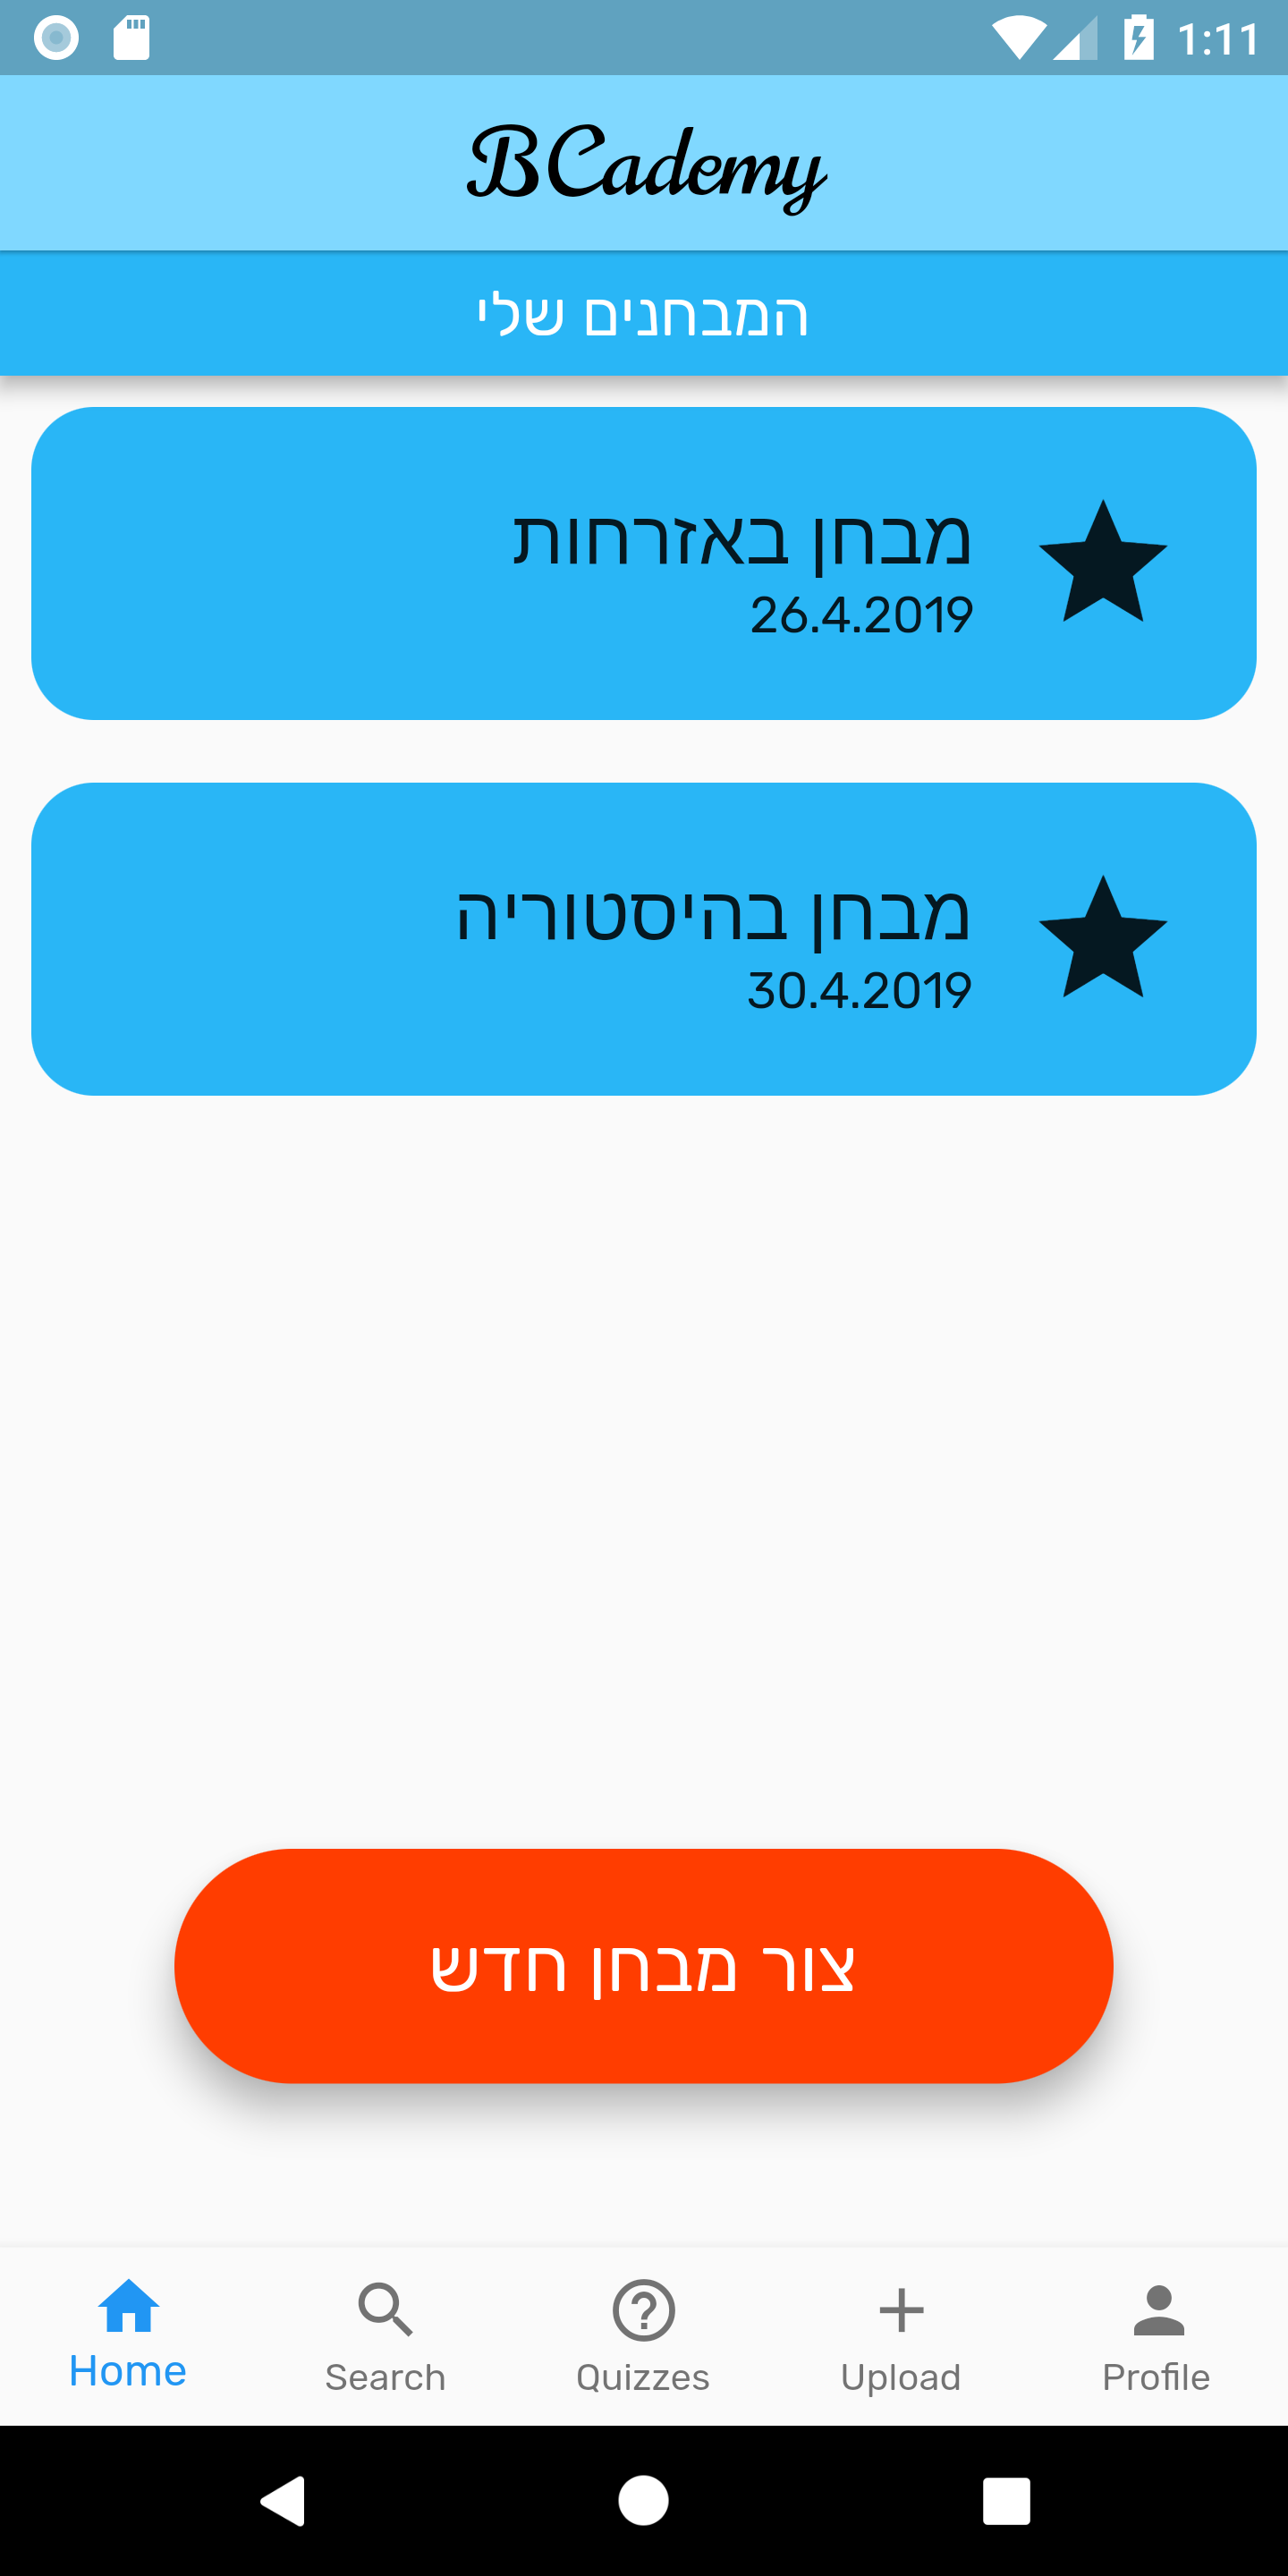 1:11
BCademy
המבחנים שלי
מבחן באזרחות
26.4.2019
מבחן בהיסטוריה
30.4.2019
צור מבחן חדש
Home
Search
Quizzes
Upload
Profile